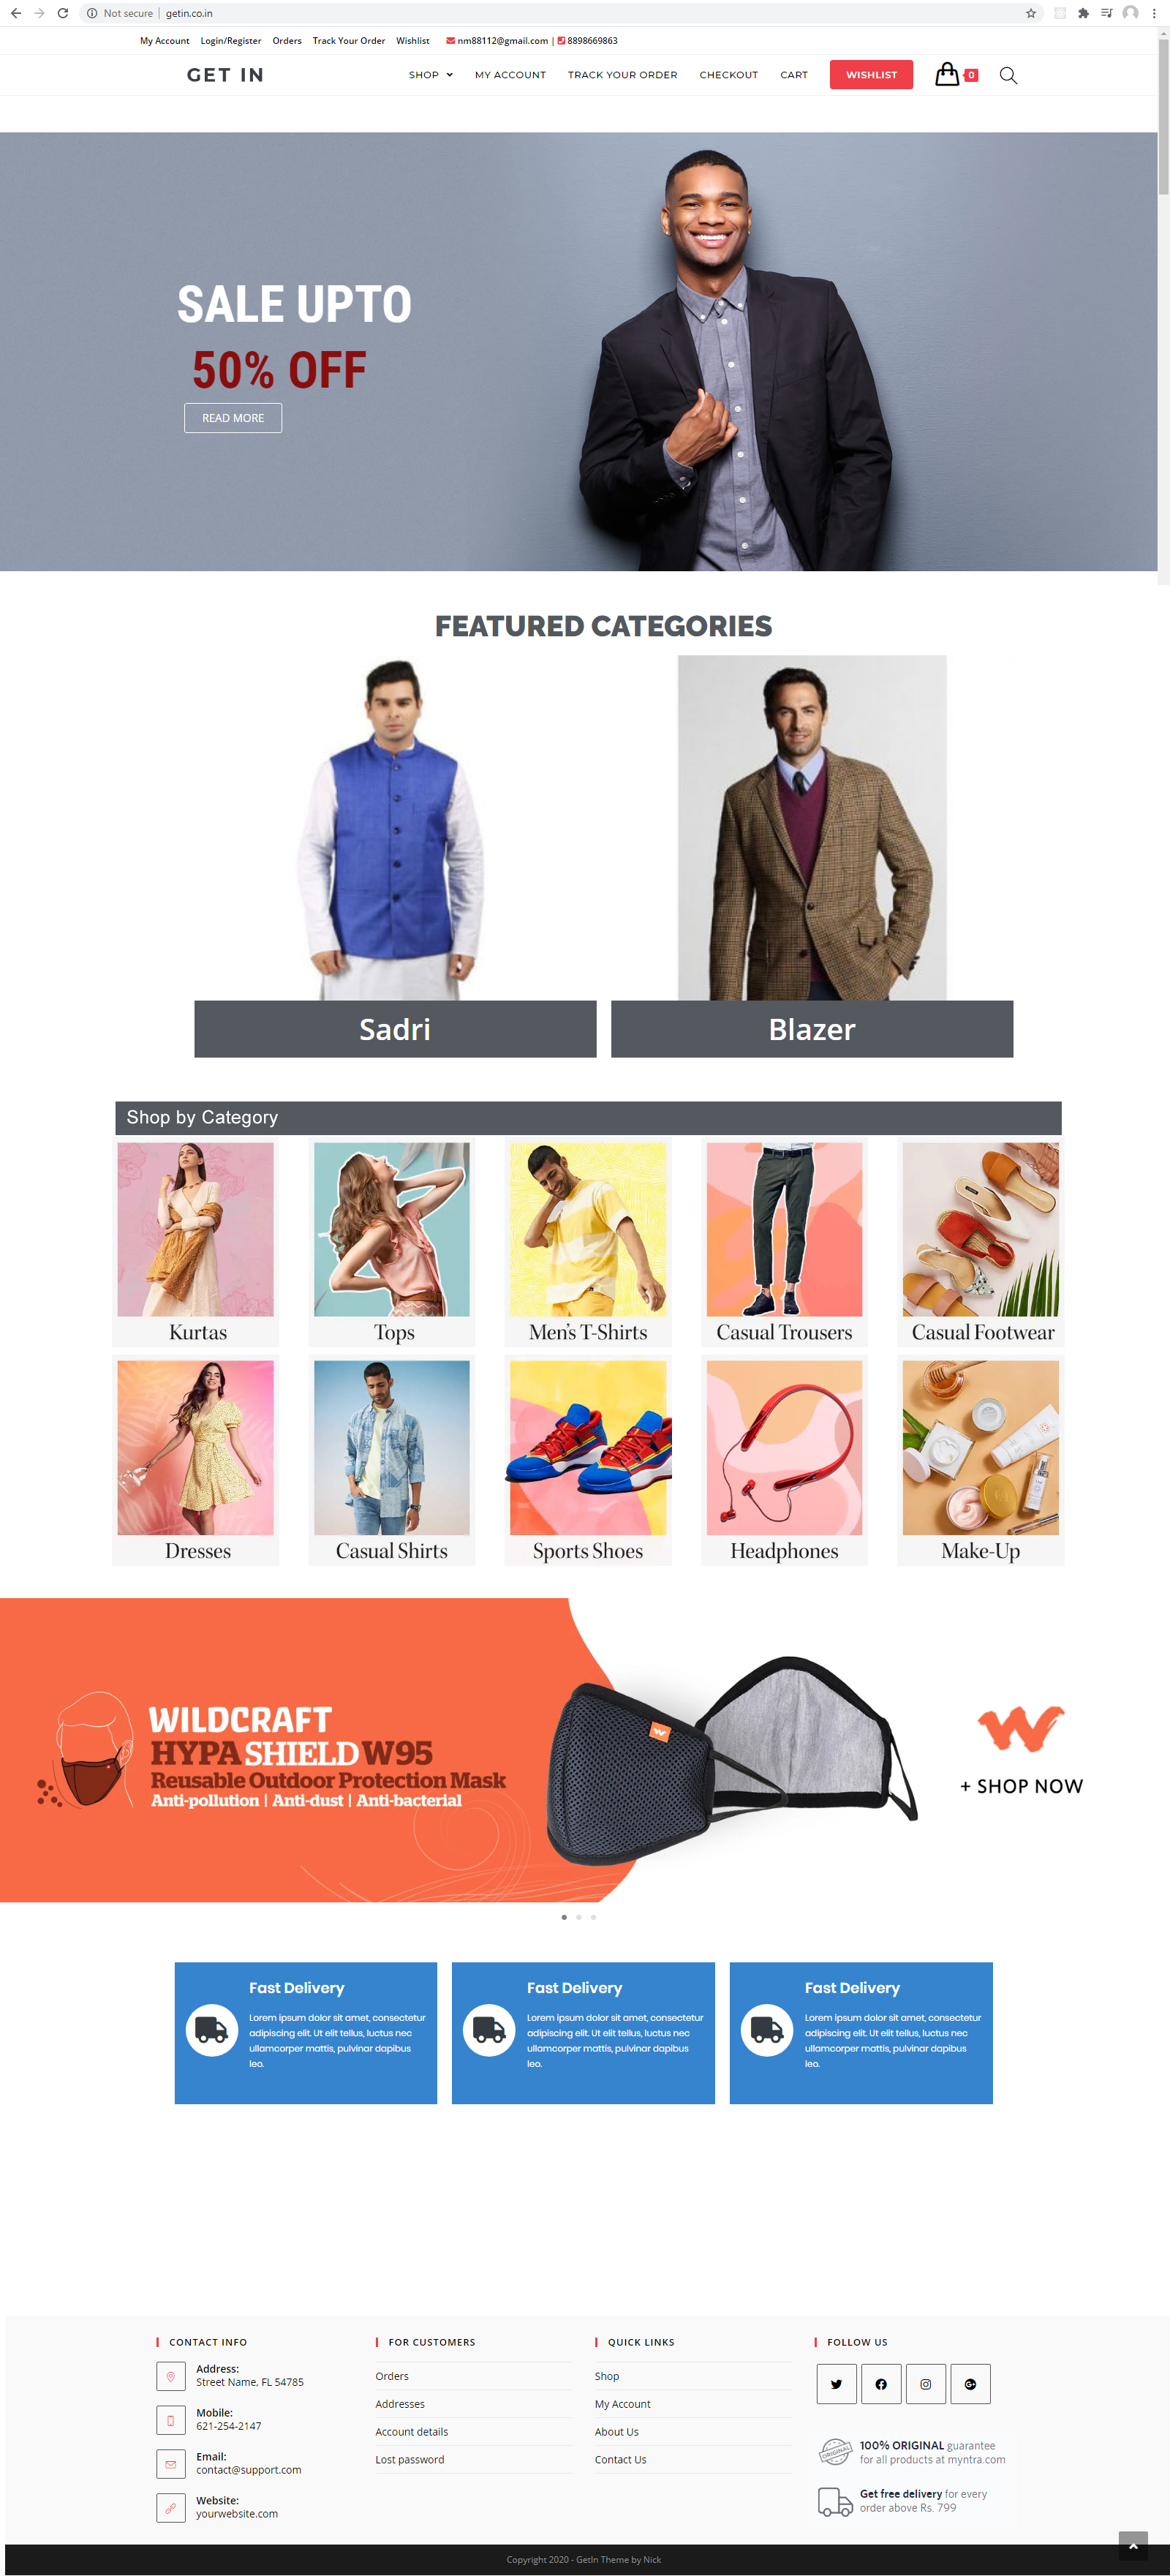 Not secure | getin.co.in
My Account Login/Register Orders Track Your Order Wishlist nm88112@gmail.com | 8898669863
GET IN
SHOP MY ACCOUNT TRACK YOUR ORDER CHECKOUT CART WISHLIST 0
SALE UPTO
50% OFF
READ MORE
FEATURED CATEGORIES
Sadri Blazer
Shop by Category
Kurtas Tops Men's T-Shirts Casual Trousers Casual Footwear
Dresses Casual Shirts Sports Shoes Headphones Make-Up
WILDCRAFT
HYPA SHIELD W95
Reusable Outdoor Protection Mask
Anti-pollution | Anti-dust | Anti-bacterial
+ SHOP NOW
Fast Delivery
Lorem ipsum dolor sit amet, consectetur
adipiscing elit. Ut elit tellus, luctus nec
ullamcorper mattis, pulvinar dapibus
leo.
Fast Delivery
Lorem ipsum dolor sit amet, consectetur
adipiscing elit. Ut elit tellus, luctus nec
ullamcorper mattis, pulvinar dapibus
leo.
Fast Delivery
Lorem ipsum dolor sit amet, consectetur
adipiscing elit. Ut elit tellus, luctus nec
ullamcorper mattis, pulvinar dapibus
leo.
CONTACT INFO
Address:
Street Name, FL 54785
Mobile:
621-254-2147
Email:
contact@support.com
Website:
yourwebsite.com
FOR CUSTOMERS
Orders
Addresses
Account details
Lost password
QUICK LINKS
Shop
My Account
About Us
Contact Us
FOLLOW US
ORIGINAL
100% ORIGINAL guarantee
for all products at myntra.com
Get free delivery for every
order above Rs. 799
Copyright 2020 - GetIn Theme by Nick